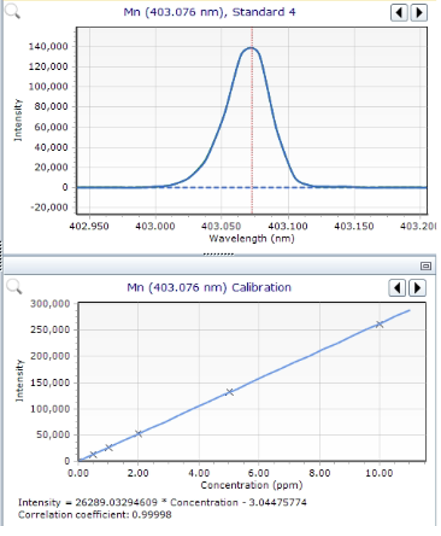 Mn (403.076 nm), Standard 4
140,000
120,000
100,000
80,000
60,000
40,000
20,000
0
-20,000
Intensity
402.950 403.000 403.050 403.100 403.150 403.20
Wavelength (nm)
Mn (403.076 nm) Calibration
300,000
250,000
200,000
150,000
100,000
50,000
0
Intensity
0.00 2.00 4.00 6.00 8.00 10.00
Concentration (ppm)
Intensity = 26289.03294609 * Concentration - 3.04475774
Correlation coefficient: 0.99998